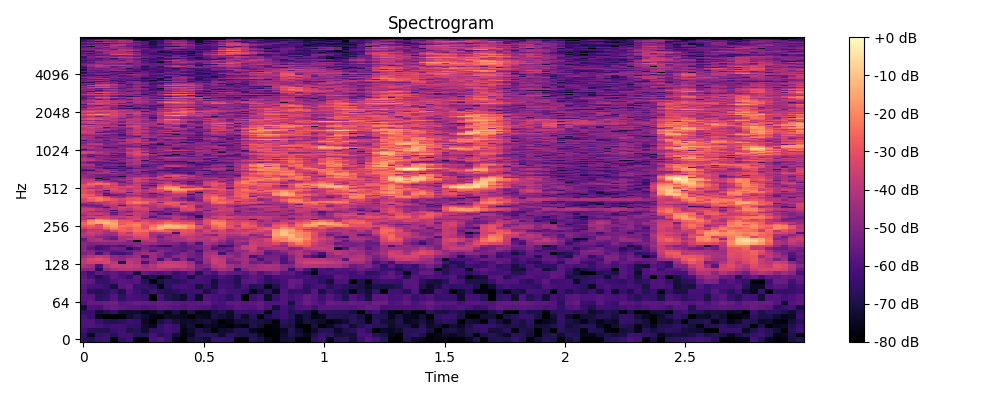 Spectrogram
Hz
4096
2048
1024
512
256
128
64
0
0
0.5
1
1.5
2
2.5
Time
+0 dB
-10 dB
-20 dB
-30 dB
-40 dB
-50 dB
-60 dB
-70 dB
-80 dB